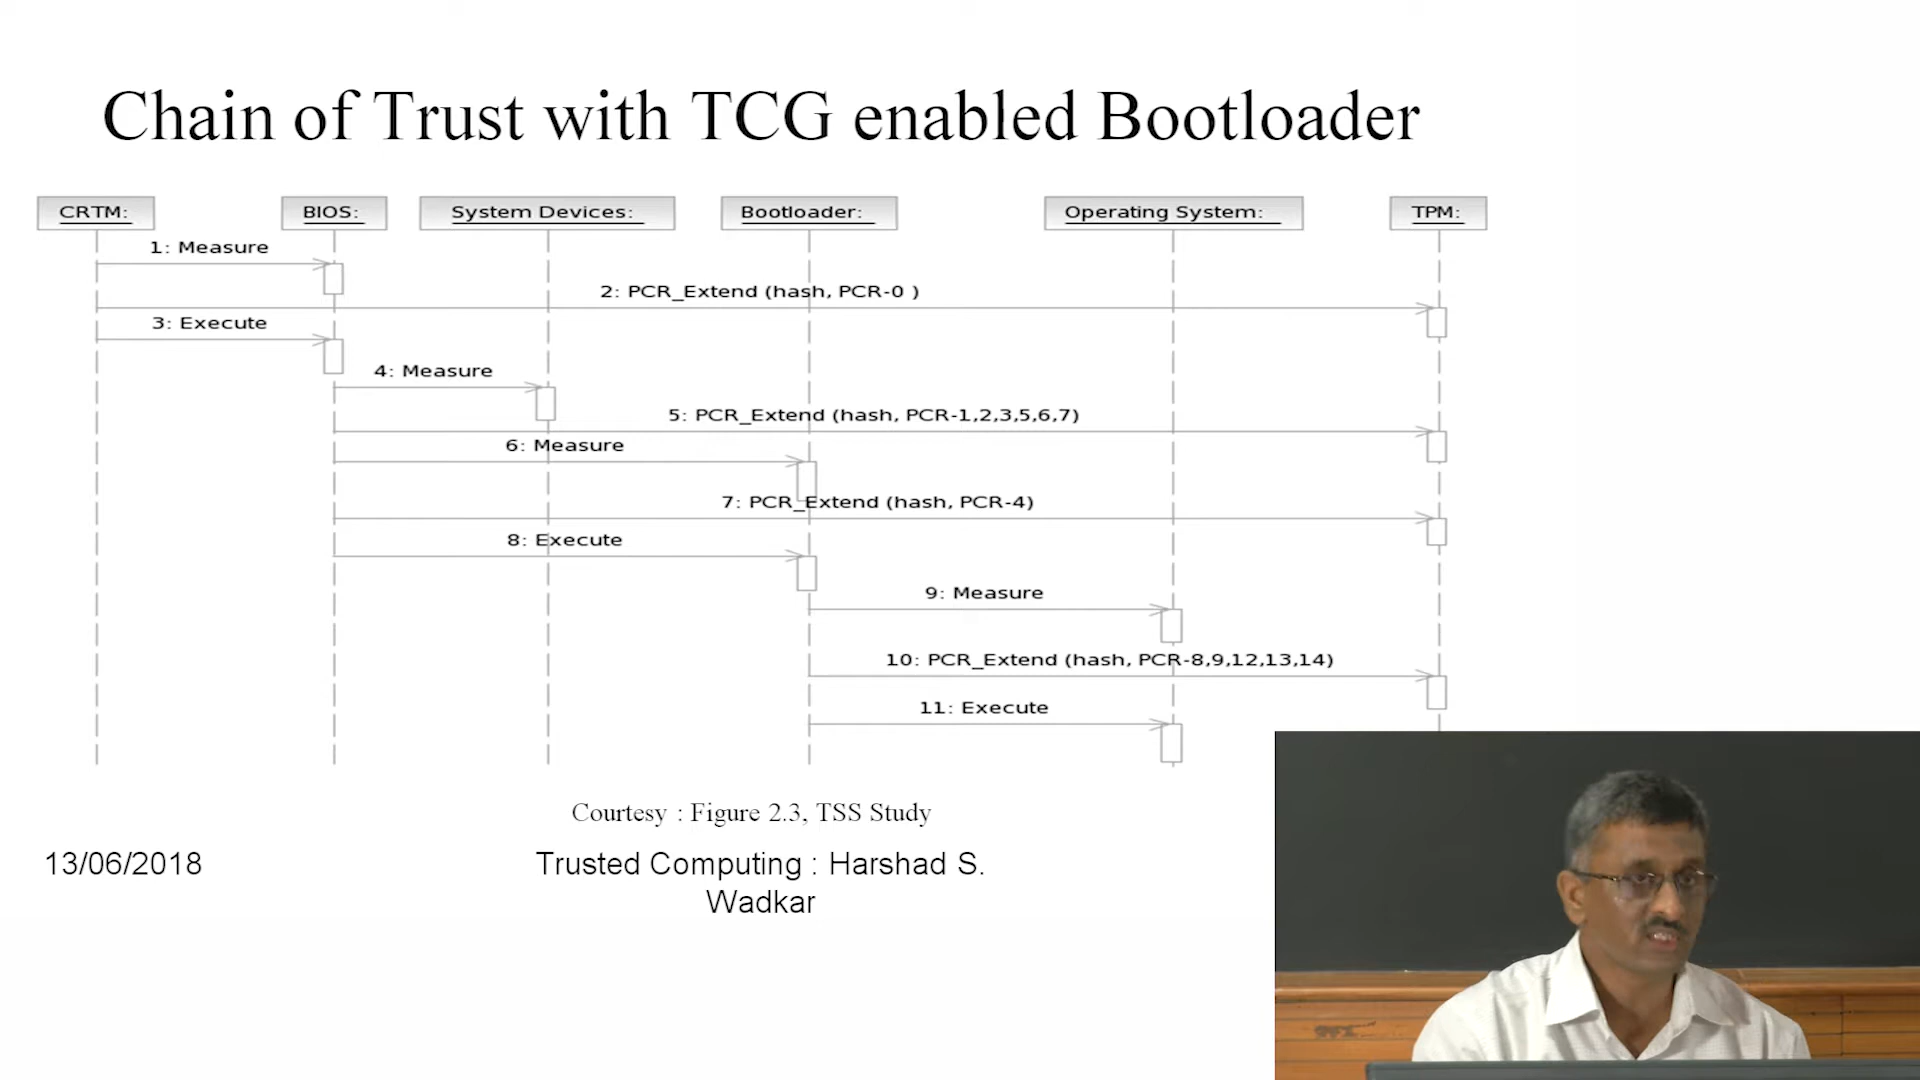 Chain of Trust with TCG enabled Bootloader
CRTM:
BIOS:
System Devices:
Bootloader:
Operating System:
TPM:
1: Measure
2: PCR_Extend (hash, PCR-0 )
3: Execute
4: Measure
5: PCR_Extend (hash, PCR-1,2,3,5,6,7)
6: Measure
7: PCR_Extend (hash, PCR-4)
8: Execute
9: Measure
10: PCR_Extend (hash, PCR-8,9,12,13,14)
11: Execute
Courtesy : Figure 2.3, TSS Study
13/06/2018
Trusted Computing : Harshad S.
Wadkar